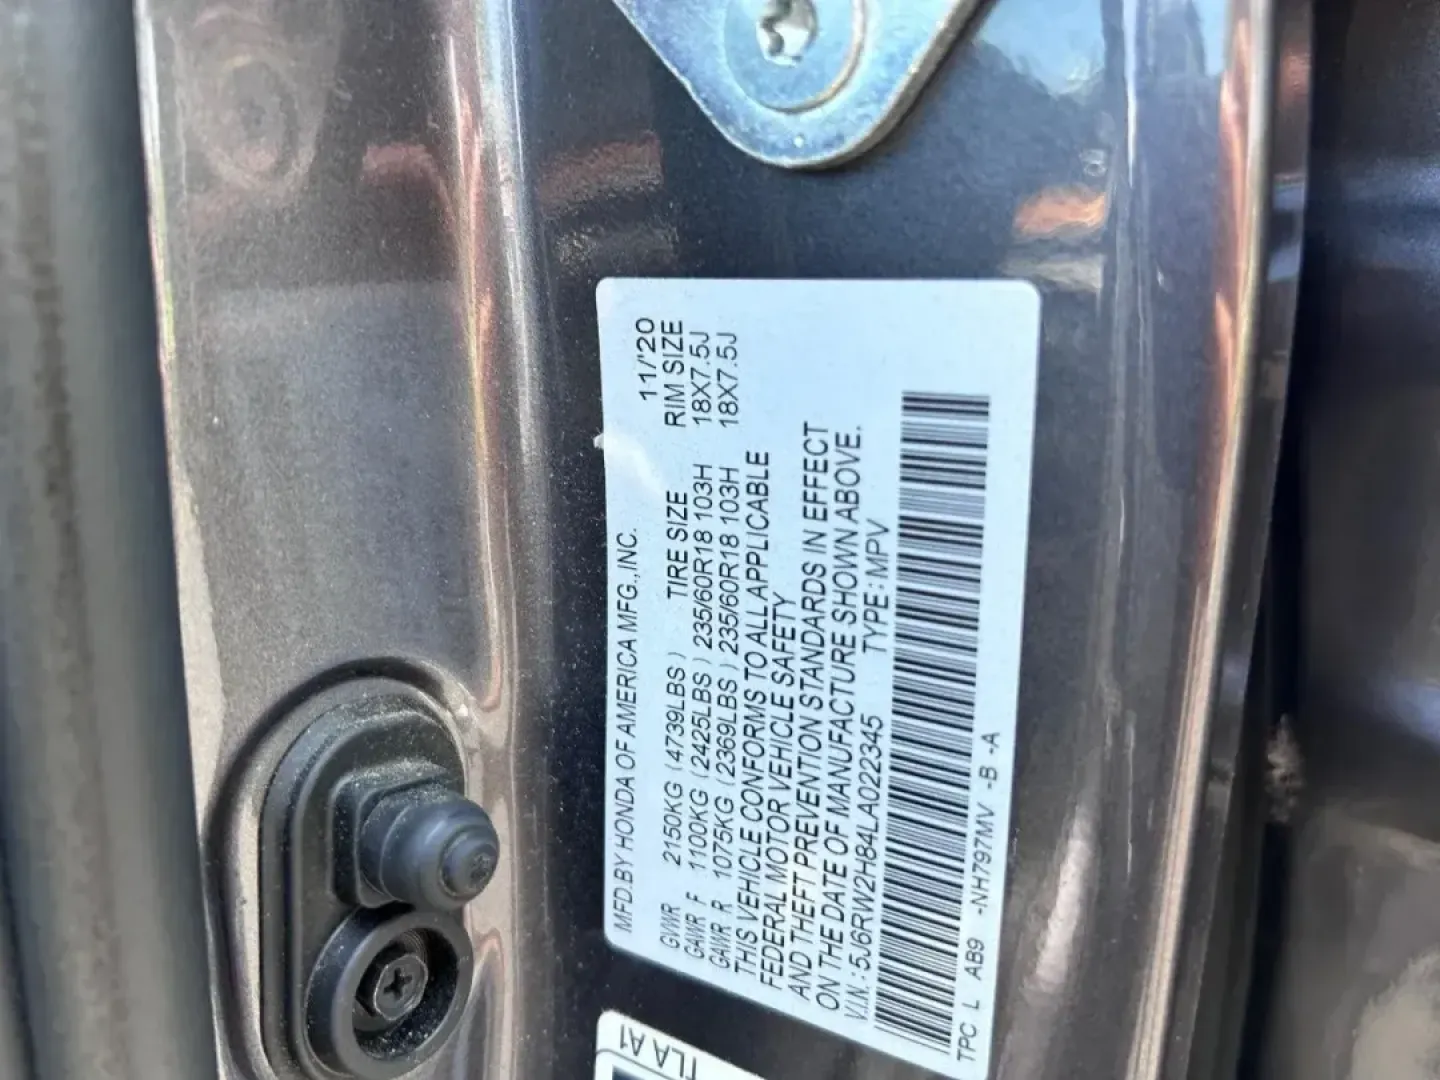 MFD.BY HONDA OF AMERICA MFG.,INC. 11/'20
GVWR 2150KG (4739LBS) TIRE SIZE RIM SIZE
GAWR F 1100KG (2425LBS) 235/60R18 103H 18X7.5J
GAWR R 1075KG (2369LBS) 235/60R18 103H 18X7.5J
THIS VEHICLE CONFORMS TO ALL APPLICABLE
FEDERAL MOTOR VEHICLE SAFETY
AND THEFT PREVENTION STANDARDS IN EFFECT
ON THE DATE OF MANUFACTURE SHOWN ABOVE.
V.I.N.: 5J6RW2H84LA022345 TYPE: MPV
TPC L AB9 -NH797MV -B -A
TLA A1